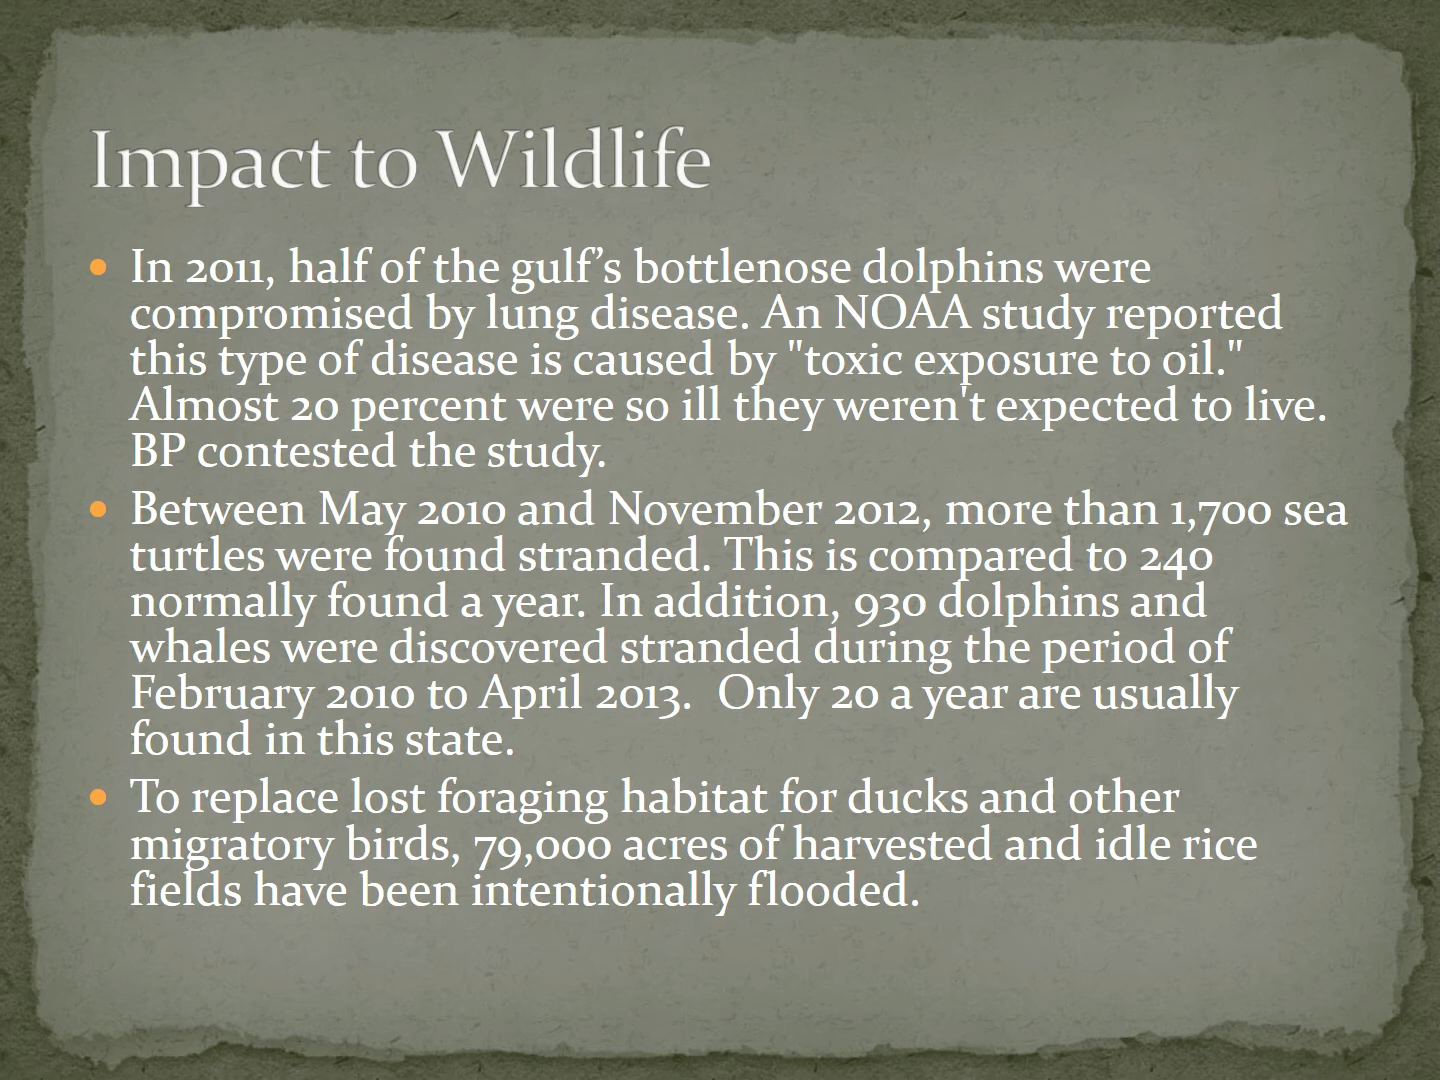 Impact to Wildlife
• In 2011, half of the gulf’s bottlenose dolphins were
compromised by lung disease. An NOAA study reported
this type of disease is caused by "toxic exposure to oil."
Almost 20 percent were so ill they weren't expected to live.
BP contested the study.
• Between May 2010 and November 2012, more than 1,700 sea
turtles were found stranded. This is compared to 240
normally found a year. In addition, 930 dolphins and
whales were discovered stranded during the period of
February 2010 to April 2013.  Only 20 a year are usually
found in this state.
• To replace lost foraging habitat for ducks and other
migratory birds, 79,000 acres of harvested and idle rice
fields have been intentionally flooded.